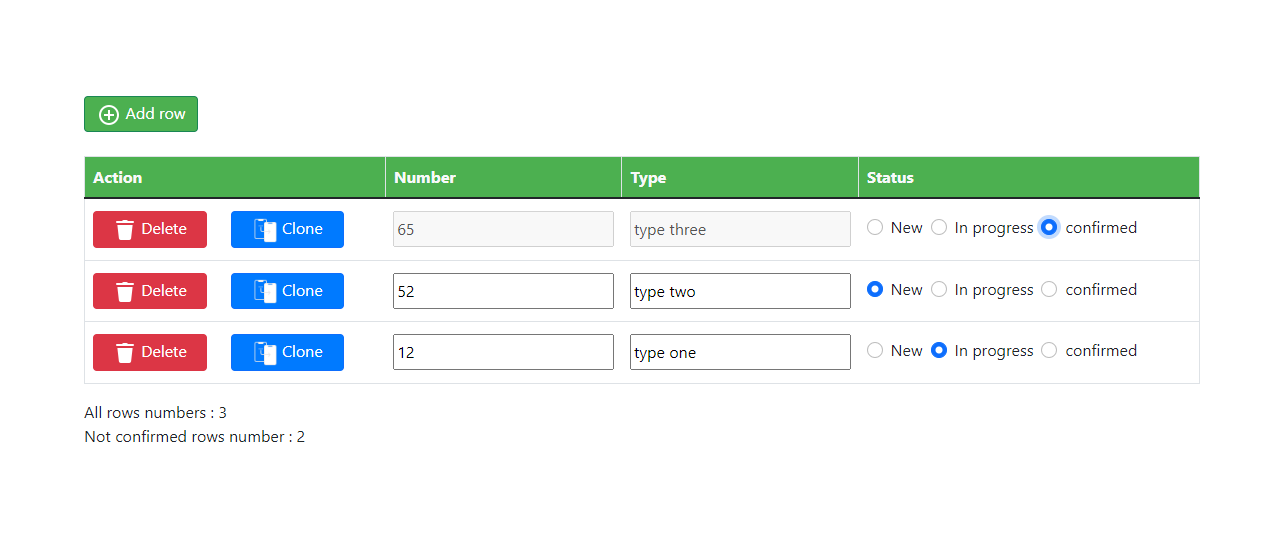 Add row
Action Number Type Status
Delete Clone 65 type three New In progress confirmed
Delete Clone 52 type two New In progress confirmed
Delete Clone 12 type one New In progress confirmed
All rows numbers : 3
Not confirmed rows number : 2